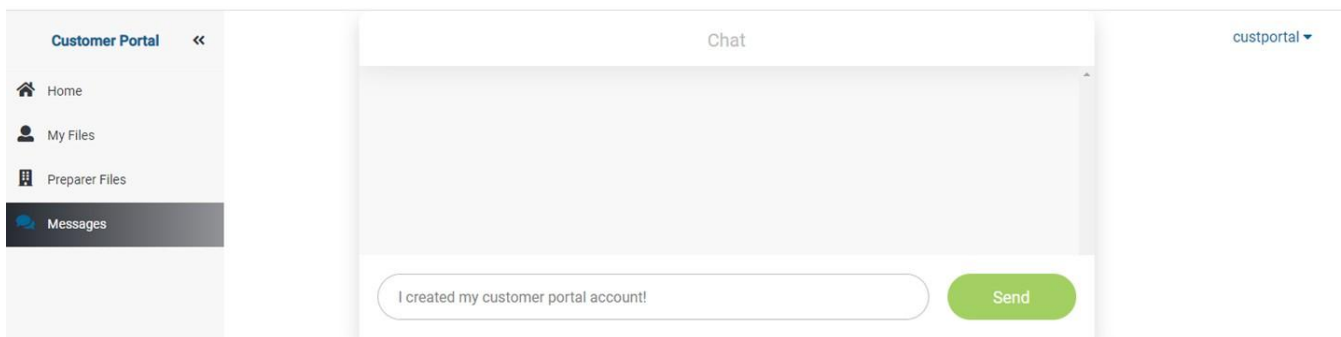 Customer Portal
Home
My Files
Preparer Files
Messages
Chat
I created my customer portal account!
Send
custportal